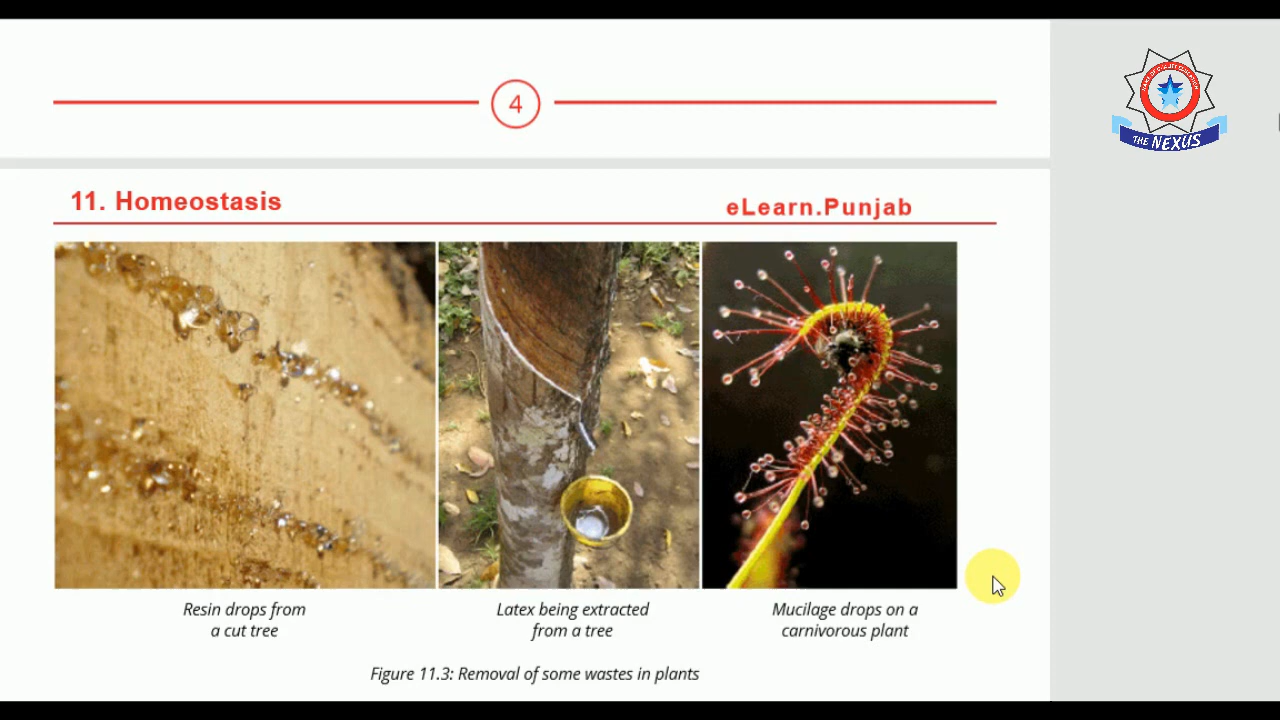 4
11. Homeostasis
eLearn.Punjab
Resin drops from
a cut tree
Latex being extracted
from a tree
Mucilage drops on a
carnivorous plant
Figure 11.3: Removal of some wastes in plants
THE NEXUS